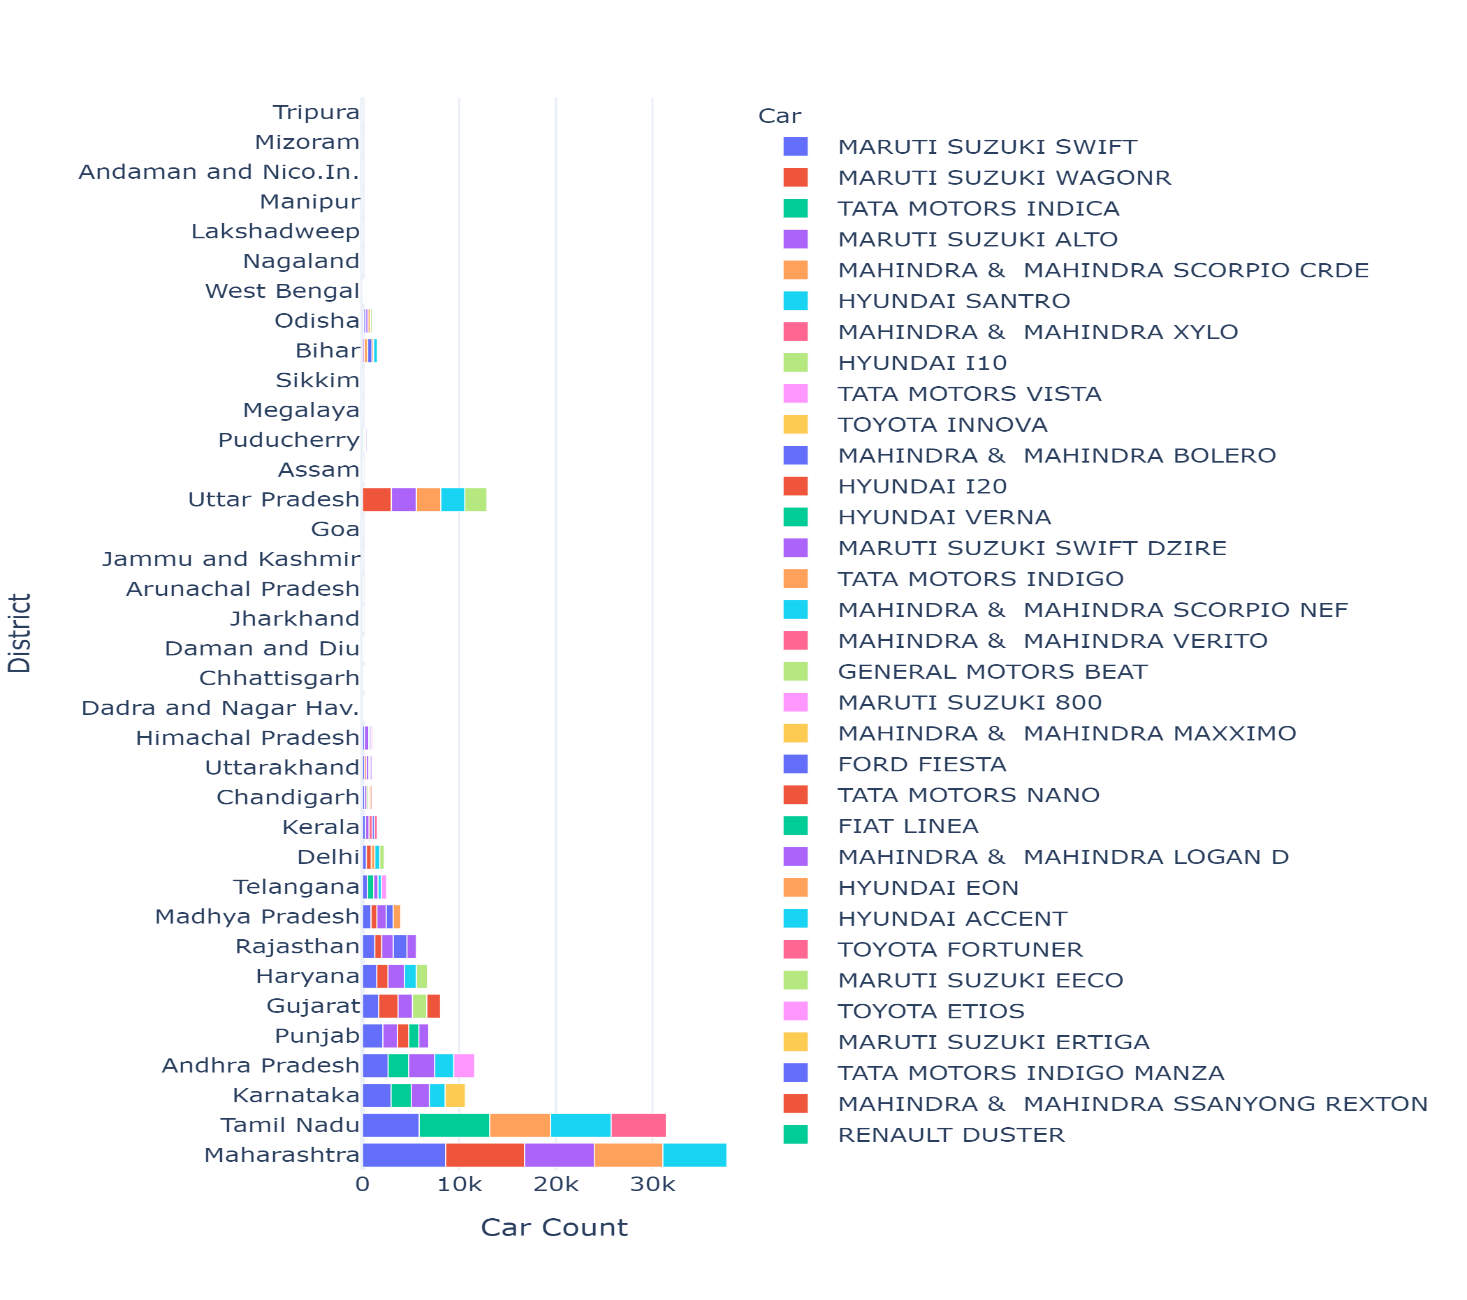 Tripura
Mizoram
Andaman and Nico.In.
Manipur
Lakshadweep
Nagaland
West Bengal
Odisha
Bihar
Sikkim
Megalaya
Puducherry
Assam
Uttar Pradesh
Goa
Jammu and Kashmir
Arunachal Pradesh
Jharkhand
Daman and Diu
Chhattisgarh
Dadra and Nagar Hav.
Himachal Pradesh
Uttarakhand
Chandigarh
Kerala
Delhi
Telangana
Madhya Pradesh
Rajasthan
Haryana
Gujarat
Punjab
Andhra Pradesh
Karnataka
Tamil Nadu
Maharashtra
District
0 10k 20k 30k
Car Count
Car
MARUTI SUZUKI SWIFT
MARUTI SUZUKI WAGONR
TATA MOTORS INDICA
MARUTI SUZUKI ALTO
MAHINDRA &  MAHINDRA SCORPIO CRDE
HYUNDAI SANTRO
MAHINDRA &  MAHINDRA XYLO
HYUNDAI I10
TATA MOTORS VISTA
TOYOTA INNOVA
MAHINDRA &  MAHINDRA BOLERO
HYUNDAI I20
HYUNDAI VERNA
MARUTI SUZUKI SWIFT DZIRE
TATA MOTORS INDIGO
MAHINDRA &  MAHINDRA SCORPIO NEF
MAHINDRA &  MAHINDRA VERITO
GENERAL MOTORS BEAT
MARUTI SUZUKI 800
MAHINDRA &  MAHINDRA MAXXIMO
FORD FIESTA
TATA MOTORS NANO
FIAT LINEA
MAHINDRA &  MAHINDRA LOGAN D
HYUNDAI EON
HYUNDAI ACCENT
TOYOTA FORTUNER
MARUTI SUZUKI EECO
TOYOTA ETIOS
MARUTI SUZUKI ERTIGA
TATA MOTORS INDIGO MANZA
MAHINDRA &  MAHINDRA SSANYONG REXTON
RENAULT DUSTER